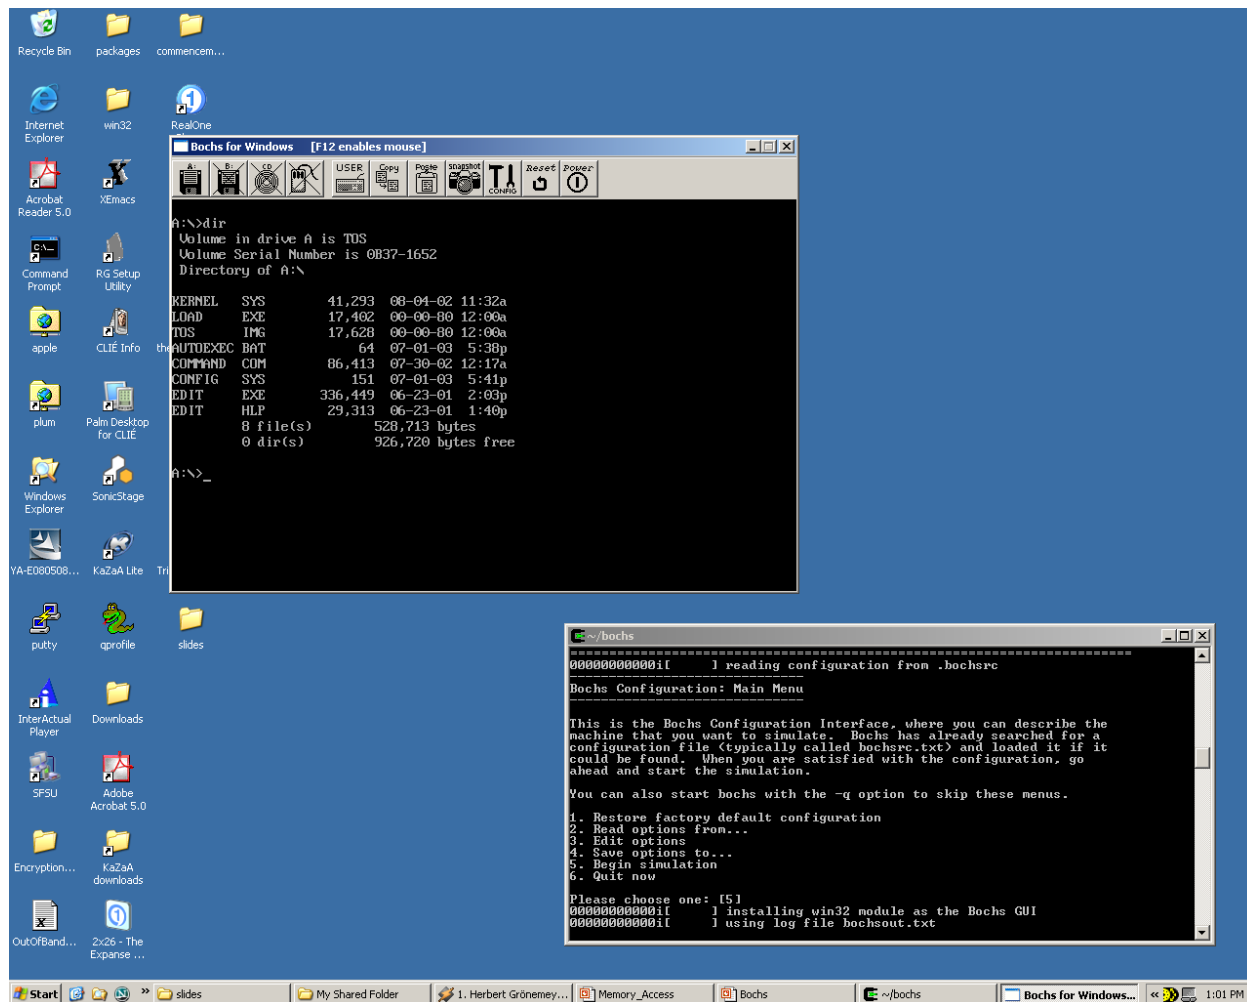 Recycle Bin
packages
commencem...
Internet
Explorer
win32
RealOne
Acrobat
Reader 5.0
XEmacs
Command
Prompt
RG Setup
Utility
apple
CLIÉ Info
the
plum
Palm Desktop
for CLIÉ
Windows
Explorer
SonicStage
YA-E080508...
KaZaA Lite
Tri
putty
qprofile
slides
InterActual
Player
Downloads
SFSU
Adobe
Acrobat 5.0
Encryption...
KaZaA
downloads
OutOfBand...
2x26 - The
Expanse ...
Bochs for Windows [F12 enables mouse]
A: B: CD USER Copy Paste snapshot CONFIG Reset Power
A:\>dir
Volume in drive A is TOS
Volume Serial Number is 0B37-1652
Directory of A:\
KERNEL SYS 41,293 08-04-02 11:32a
LOAD EXE 17,402 00-00-80 12:00a
TOS IMG 17,628 00-00-80 12:00a
AUTOEXEC BAT 64 07-01-03 5:38p
COMMAND COM 86,413 07-30-02 12:17a
CONFIG SYS 151 07-01-03 5:41p
EDIT EXE 336,449 06-23-01 2:03p
EDIT HLP 29,313 06-23-01 1:40p
8 file(s) 528,713 bytes
0 dir(s) 926,720 bytes free
A:\>_
~/bochs
========================================================================
00000000000i[ ] reading configuration from .bochsrc
------------------------------
Bochs Configuration: Main Menu
------------------------------
This is the Bochs Configuration Interface, where you can describe the
machine that you want to simulate. Bochs has already searched for a
configuration file (typically called bochsrc.txt) and loaded it if it
could be found. When you are satisfied with the configuration, go
ahead and start the simulation.
You can also start bochs with the -q option to skip these menus.
1. Restore factory default configuration
2. Read options from...
3. Edit options
4. Save options to...
5. Begin simulation
6. Quit now
Please choose one: [5]
00000000000i[ ] installing win32 module as the Bochs GUI
00000000000i[ ] using log file bochsout.txt
Start » slides My Shared Folder 1. Herbert Grönemey... Memory_Access Bochs ~/bochs Bochs for Windows... « 1:01 PM